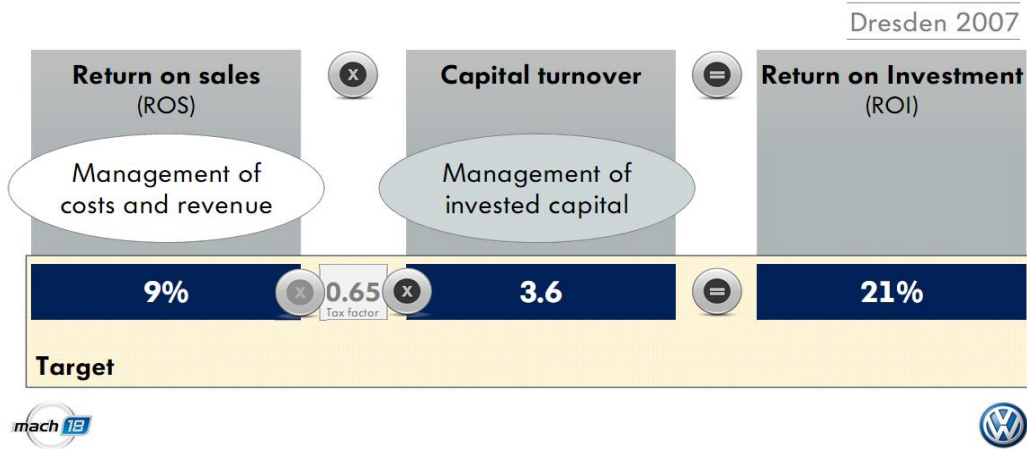 Dresden 2007
Return on sales
(ROS)
x
Capital turnover
=
Return on Investment
(ROI)
Management of
costs and revenue
Management of
invested capital
9%
x
0.65
Tax factor
x
3.6
=
21%
Target
mach 18
VW